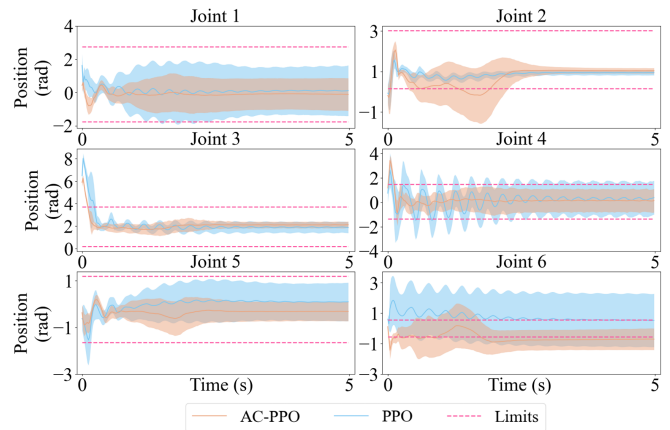 Joint 1
Joint 2
Position
(rad)
4
2
0
−2
0
5
3
1
−1
0
5
Joint 3
Joint 4
Position
(rad)
8
6
4
2
0
0
5
4
2
0
−2
−4
0
5
Joint 5
Joint 6
Position
(rad)
1
−1
−3
0
5
3
1
−1
−3
0
5
Time (s)
Time (s)
AC-PPO
PPO
Limits